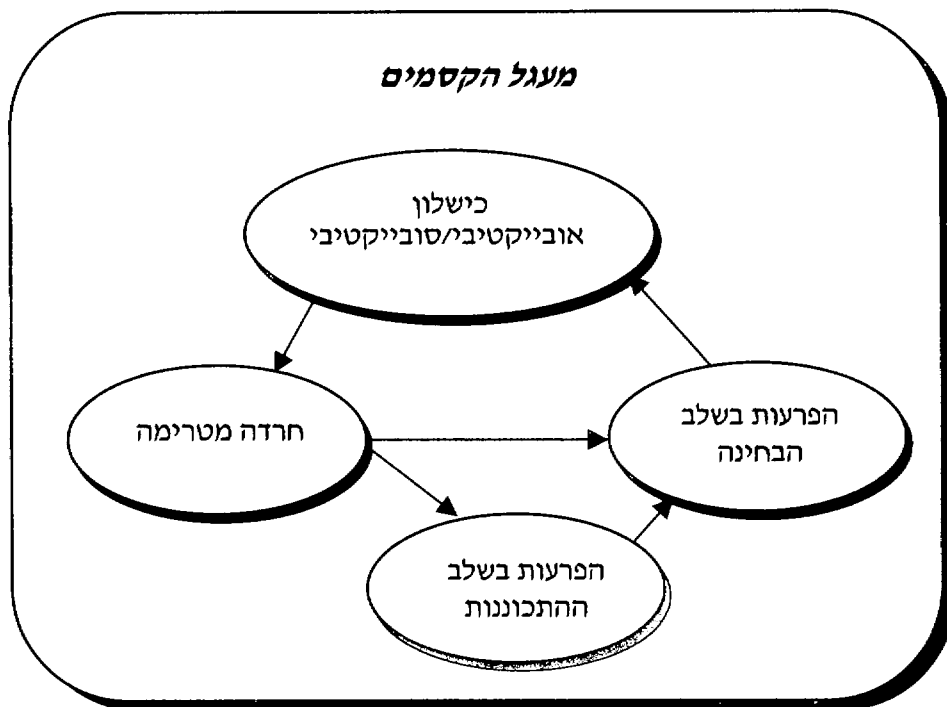 מעגל הקסמים
כישלון
אובייקטיבי/סובייקטיבי
חרדה מטרימה
הפרעות בשלב
הבחינה
הפרעות בשלב
ההתכוננות